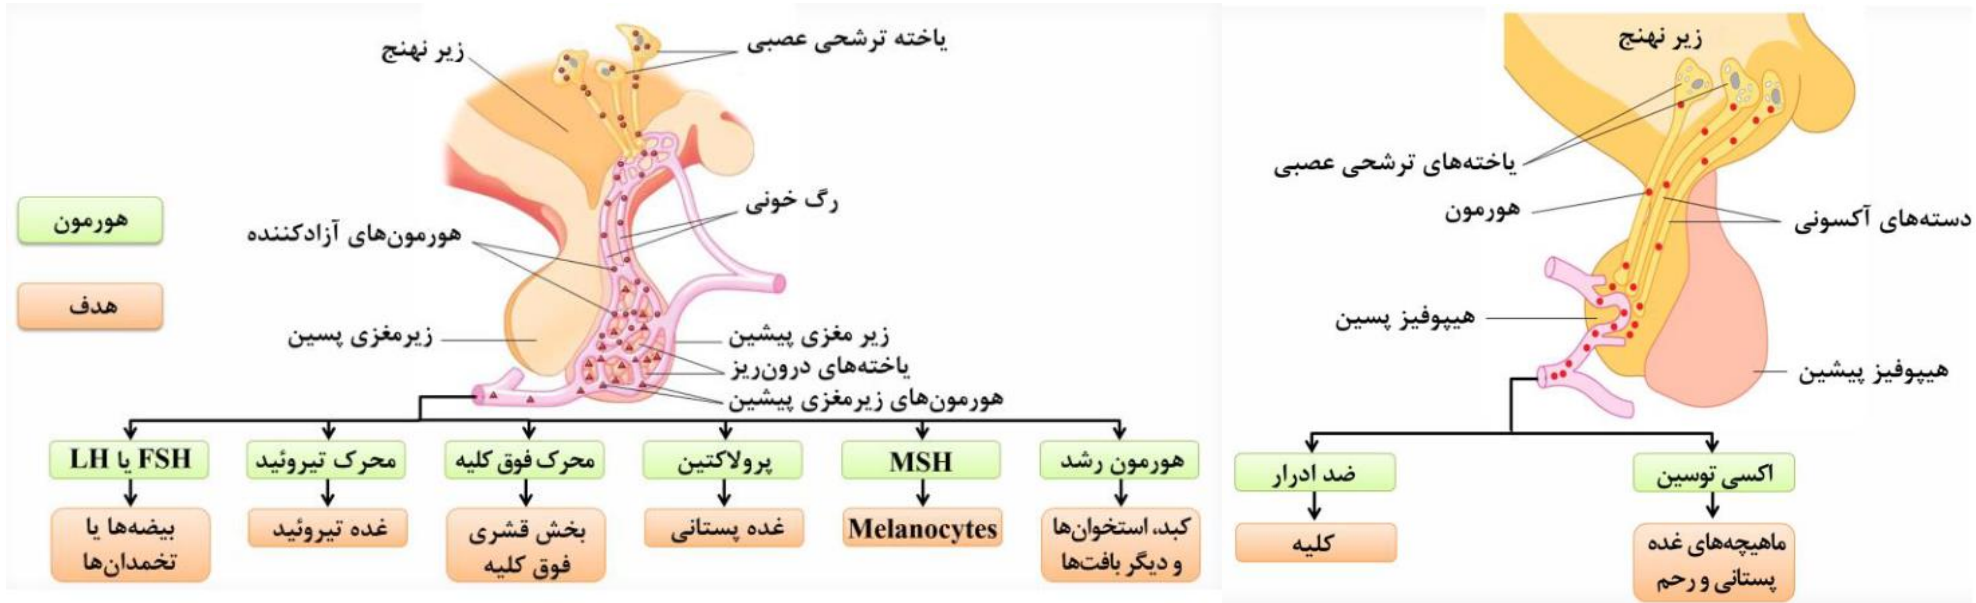 زیر نهنج
یاخته ترشحی عصبی
رگ خونی
هورمون‌های آزادکننده
هورمون
هدف
زیرمغزی پسین
زیر مغزی پیشین
یاخته‌های درون‌ریز
هورمون‌های زیرمغزی پیشین
هورمون رشد
MSH
پرولاکتین
محرک فوق کلیه
محرک تیروئید
FSH یا LH
کبد، استخوان‌ها
و دیگر بافت‌ها
Melanocytes
غده پستانی
بخش قشری
فوق کلیه
غده تیروئید
بیضه‌ها یا
تخمدان‌ها
زیر نهنج
یاخته‌های ترشحی عصبی
هورمون
دسته‌های آکسونی
هیپوفیز پسین
هیپوفیز پیشین
اکسی توسین
ضد ادرار
ماهیچه‌های غده
پستانی و رحم
کلیه